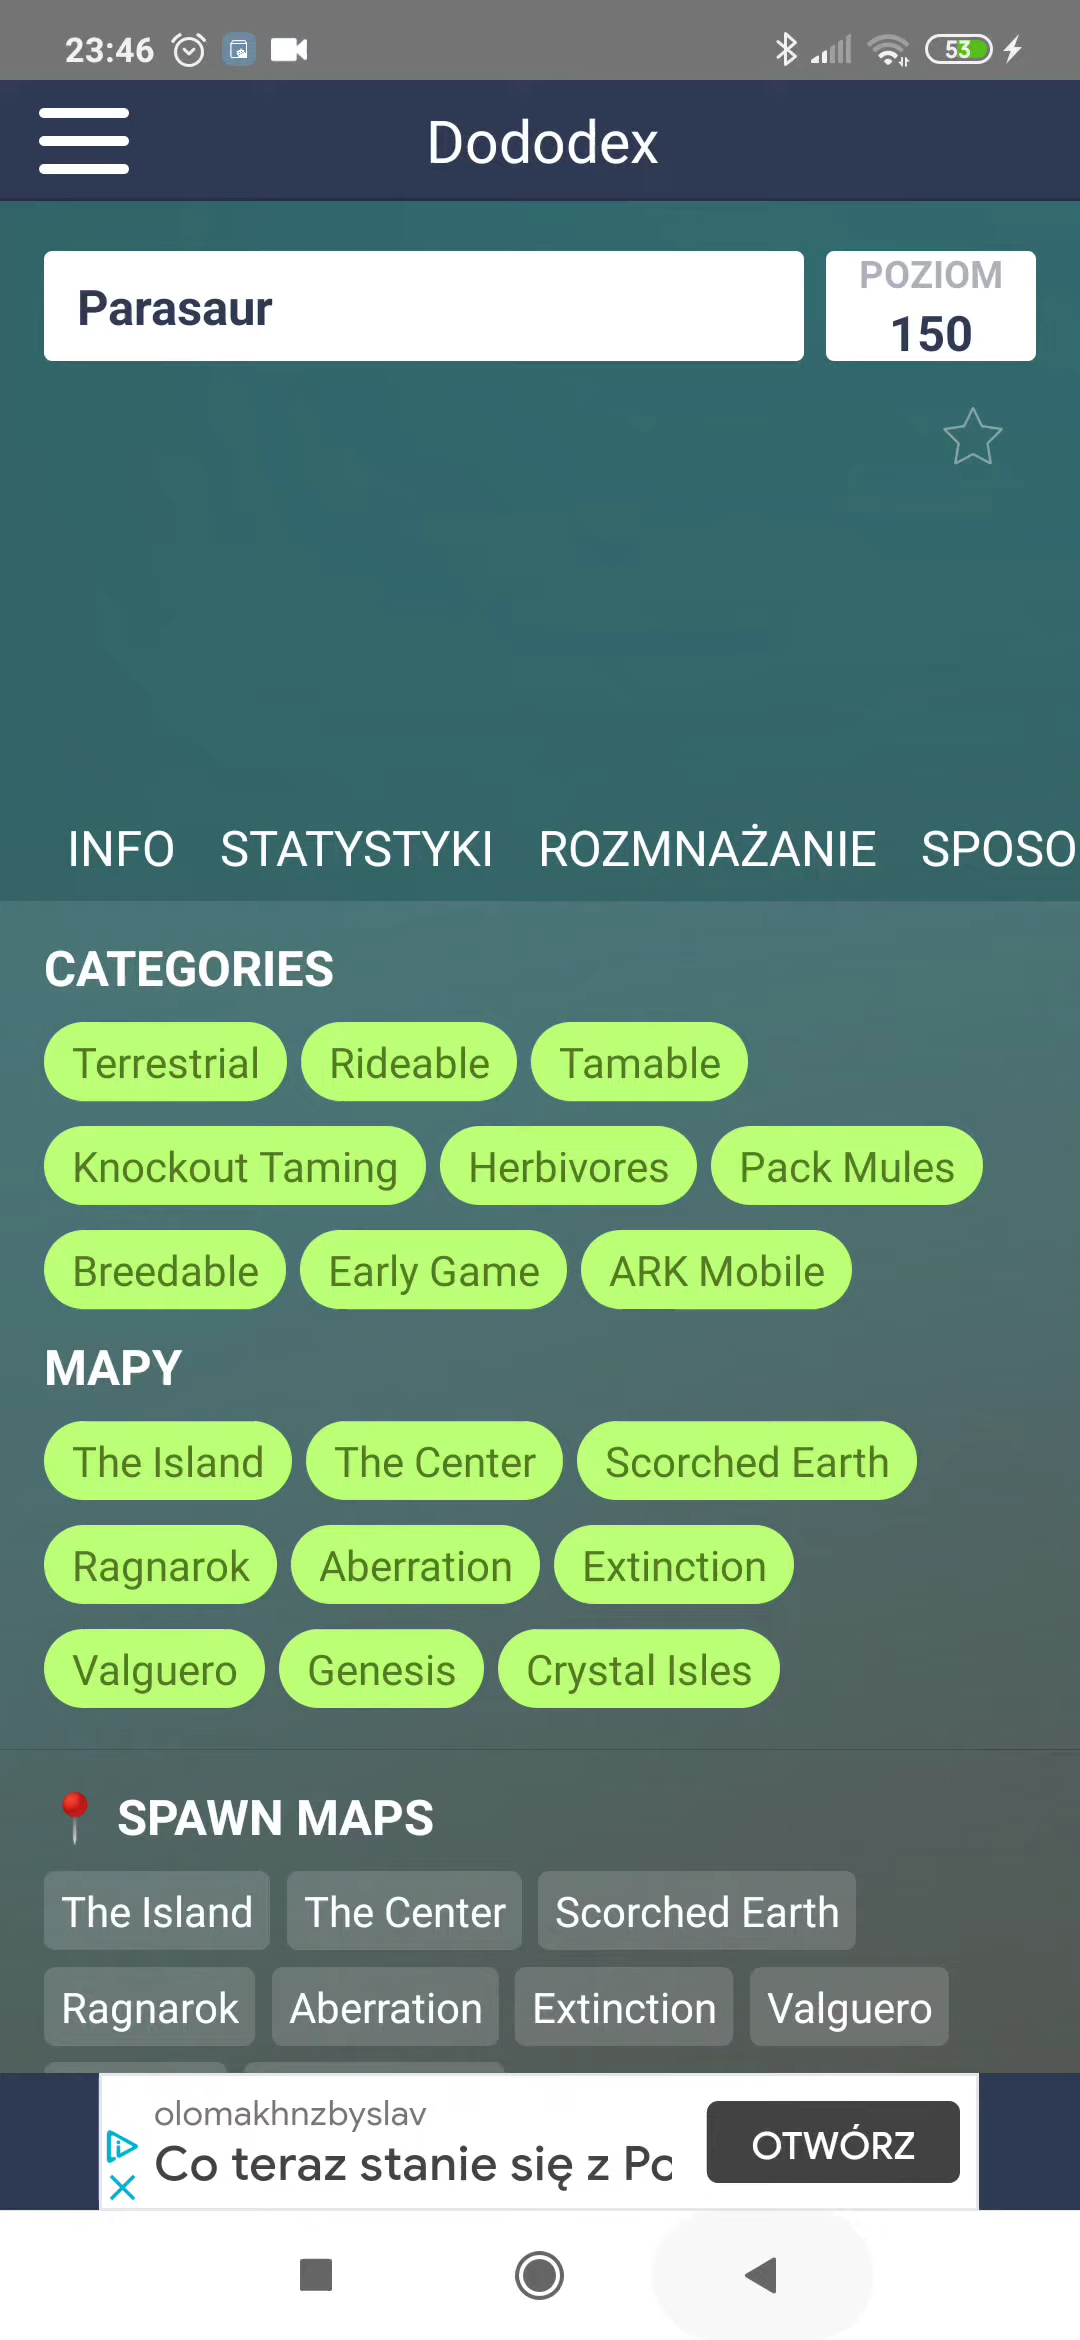 23:46
53
Dododex
Parasaur
POZIOM
150
INFO STATYSTYKI ROZMNAŻANIE SPOSO
CATEGORIES
Terrestrial Rideable Tamable
Knockout Taming Herbivores Pack Mules
Breedable Early Game ARK Mobile
MAPY
The Island The Center Scorched Earth
Ragnarok Aberration Extinction
Valguero Genesis Crystal Isles
SPAWN MAPS
The Island The Center Scorched Earth
Ragnarok Aberration Extinction Valguero
olomakhnzbyslav
Co teraz stanie się z Po
OTWÓRZ